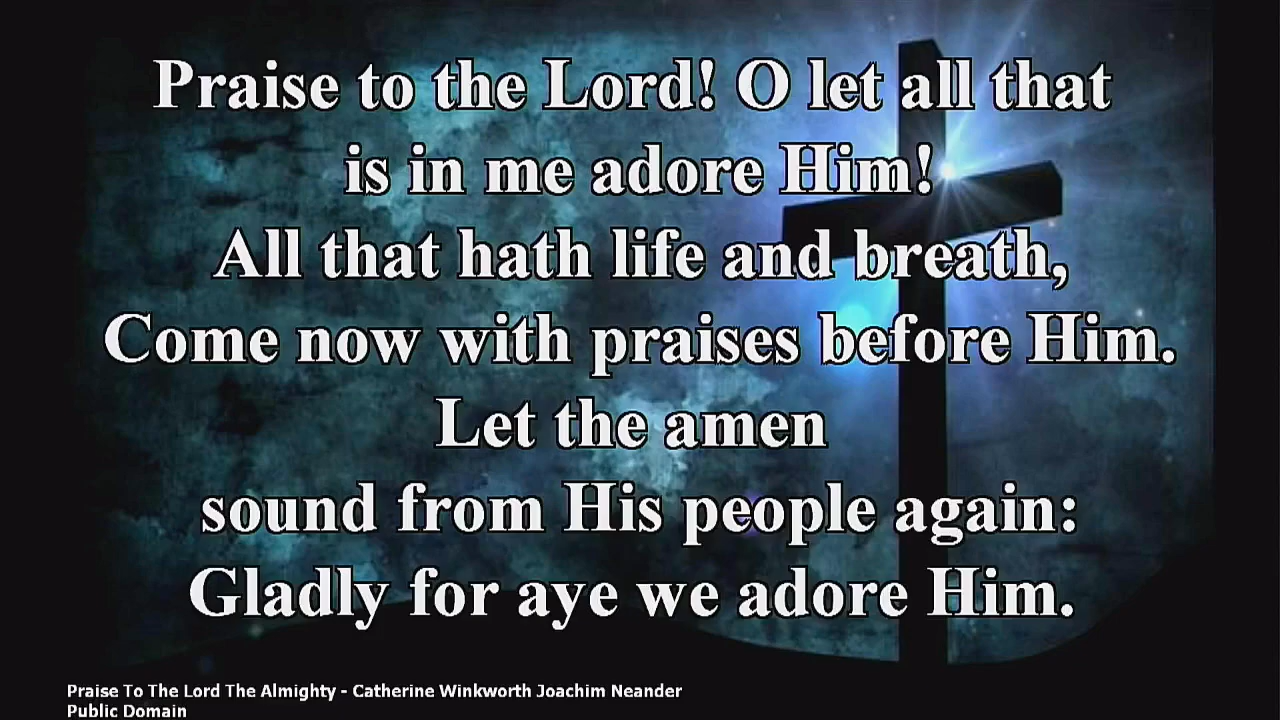 Praise to the Lord! O let all that
is in me adore Him!
All that hath life and breath,
Come now with praises before Him.
Let the amen
sound from His people again:
Gladly for aye we adore Him.
Praise To The Lord The Almighty - Catherine Winkworth Joachim Neander
Public Domain